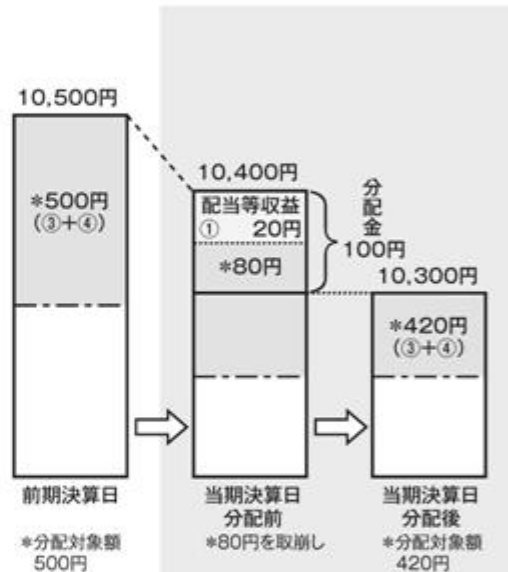 10,500円
*500円
(③+④)
10,400円
配当等収益
① 20円
*80円
分配金
100円
10,300円
*420円
(③+④)
前期決算日
*分配対象額
500円
当期決算日
分配前
*80円を取崩し
当期決算日
分配後
*分配対象額
420円